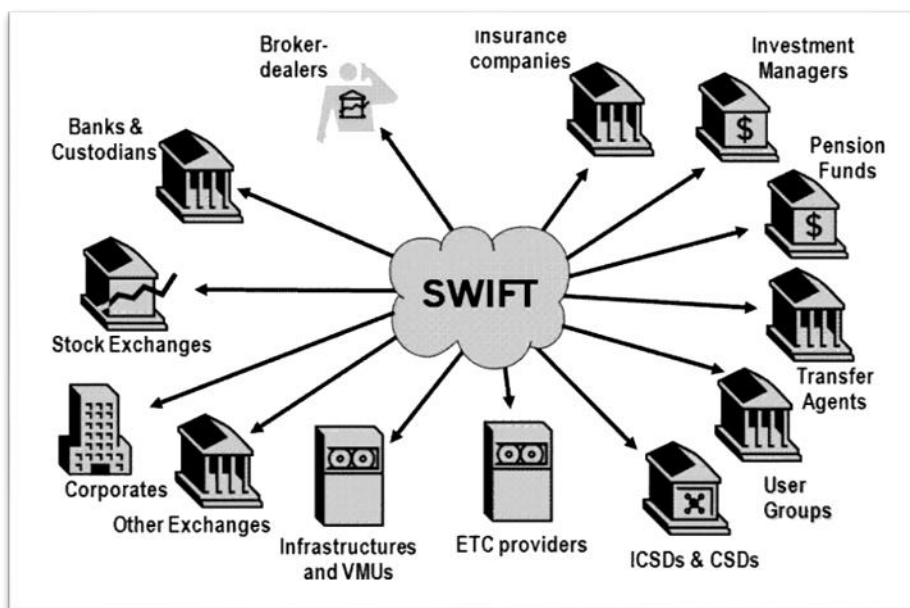 Broker-
dealers
Insurance
companies
Investment
Managers
Banks &
Custodians
Pension
Funds
SWIFT
Stock Exchanges
Transfer
Agents
Corporates
Other Exchanges
Infrastructures
and VMUs
ETC providers
ICSDs & CSDs
User
Groups
$
$